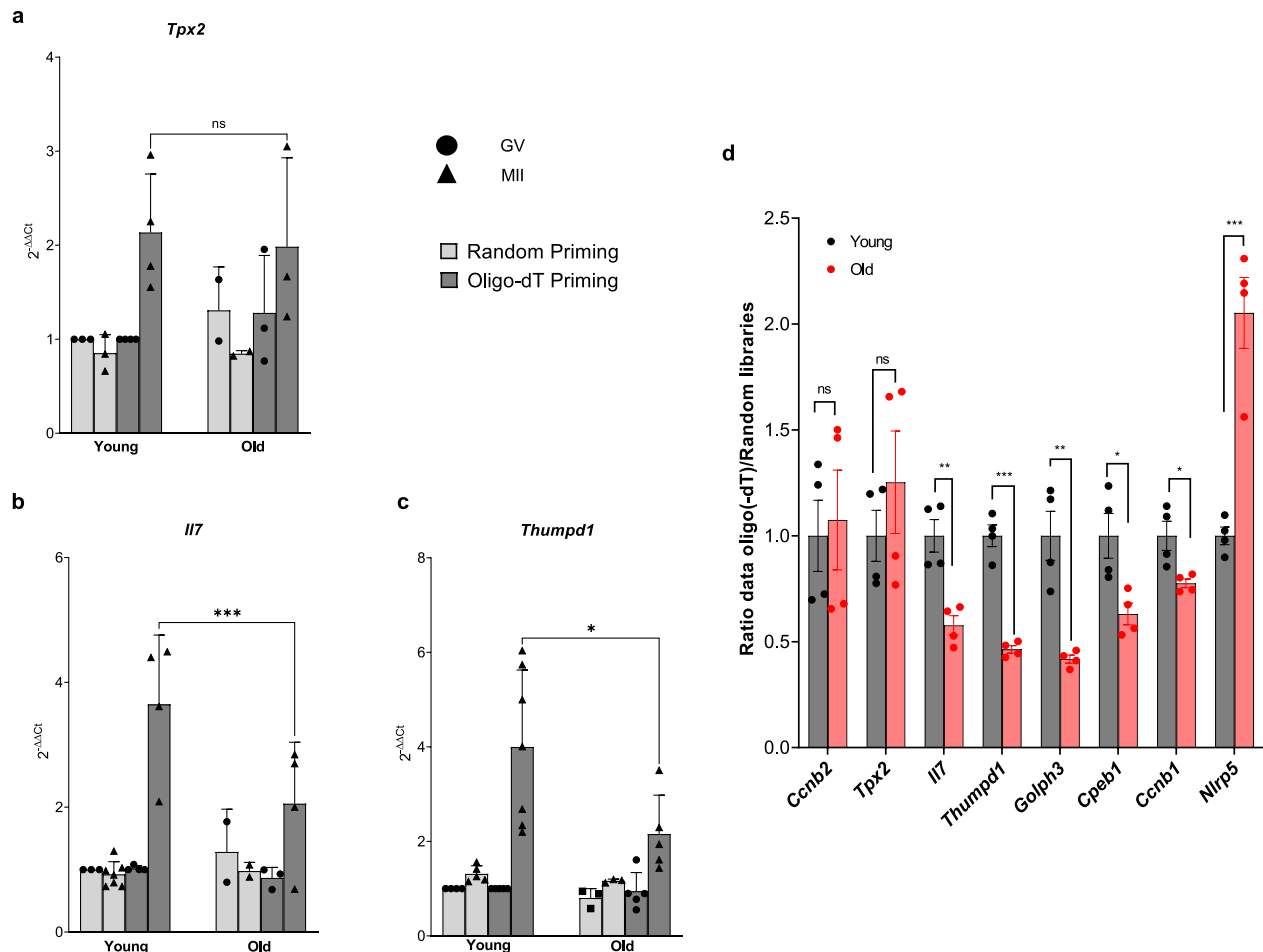 a
Tpx2
4
3
2
1
0
2-ΔΔCt
ns
Young
Old
GV
MII
Random Priming
Oligo-dT Priming
b
Il7
6
4
2
0
2-ΔΔCt
***
Young
Old
c
Thumpd1
8
6
4
2
0
2-ΔΔCt
*
Young
Old
d
Ratio data oligo(-dT)/Random libraries
2.5
2.0
1.5
1.0
0.5
0.0
Young
Old
ns
ns
**
***
**
*
*
***
Ccnb2
Tpx2
Il7
Thumpd1
Golph3
Cpeb1
Ccnb1
Nlrp5